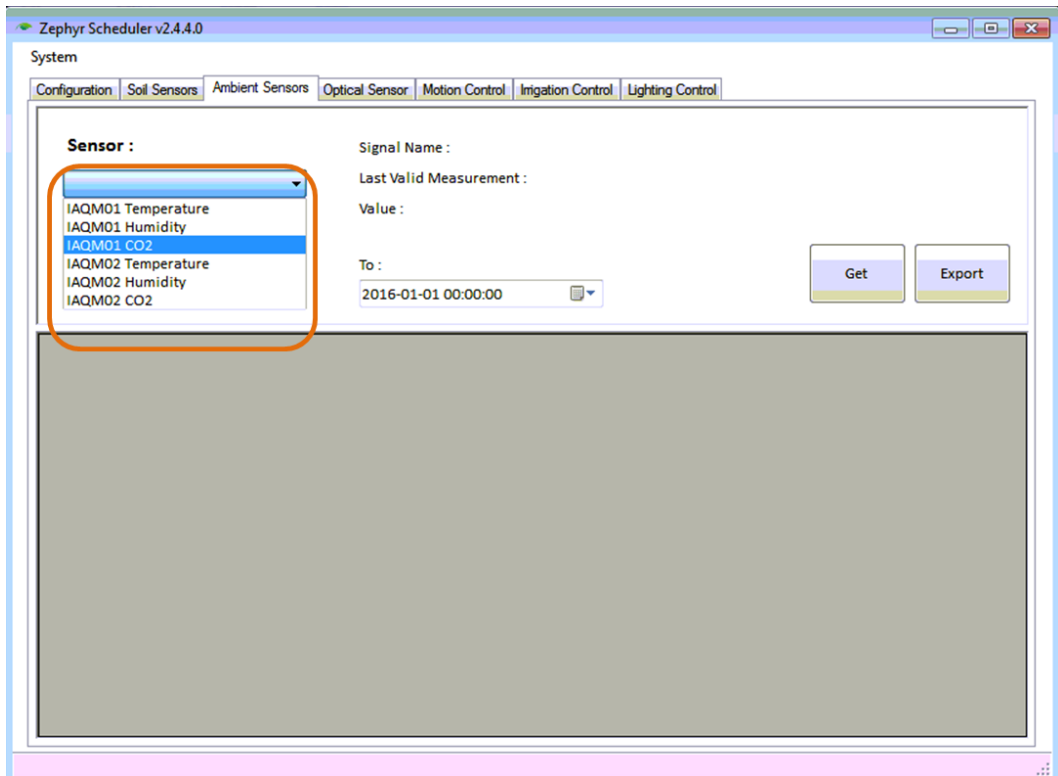 Zephyr Scheduler v2.4.4.0
System
Configuration Soil Sensors Ambient Sensors Optical Sensor Motion Control Irrigation Control Lighting Control
Sensor :
Signal Name :
Last Valid Measurement :
Value :
IAQM01 Temperature
IAQM01 Humidity
IAQM01 CO2
IAQM02 Temperature
IAQM02 Humidity
IAQM02 CO2
To :
2016-01-01 00:00:00
Get
Export